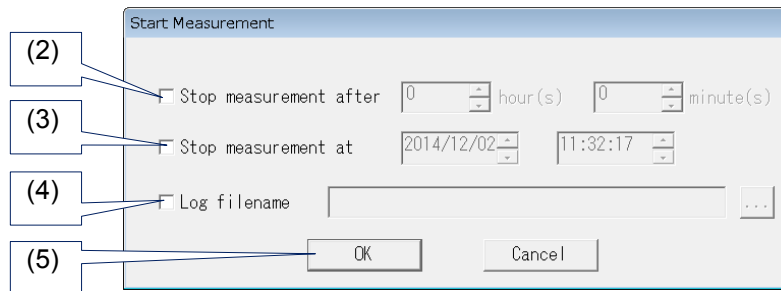 Start Measurement
(2)
Stop measurement after 0 hour(s) 0 minute(s)
(3)
Stop measurement at 2014/12/02 11:32:17
(4)
Log filename ...
(5)
OK Cancel